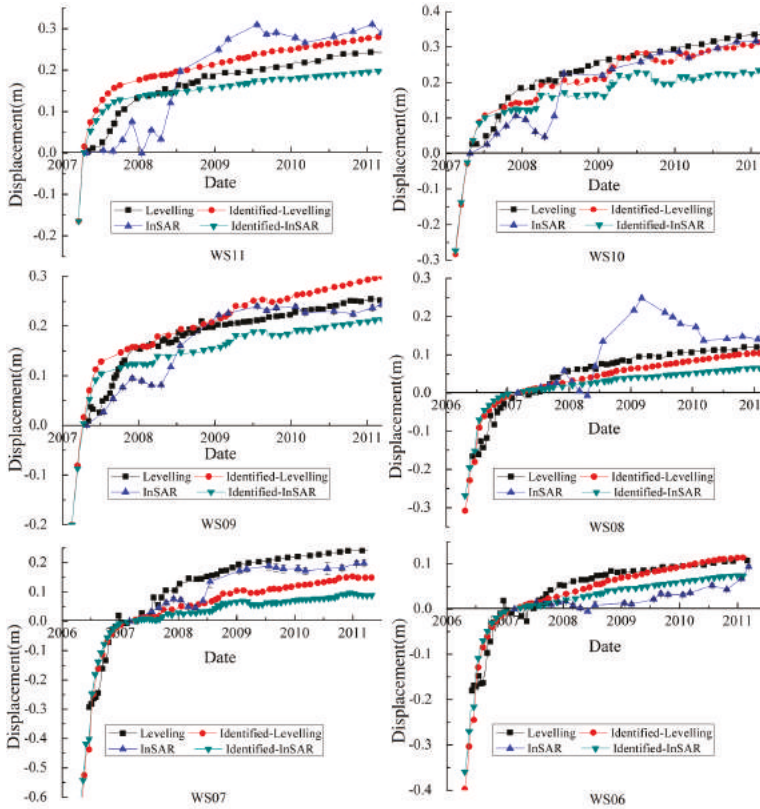 0.3
0.2
0.1
0.0
-0.1
-0.2
Displacement(m)
2007 2008 2009 2010 2011
Date
Levelling Identified-Levelling
InSAR Identified-InSAR
WS11
0.4
0.3
0.2
0.1
0.0
-0.1
-0.2
-0.3
Displacement(m)
2007 2008 2009 2010 2011
Date
Levelling Identified-Levelling
InSAR Identified-InSAR
WS10
0.3
0.2
0.1
0.0
-0.1
-0.2
Displacement(m)
2007 2008 2009 2010 2011
Date
Levelling Identified-Levelling
InSAR Identified-InSAR
WS09
0.3
0.2
0.1
0.0
-0.1
-0.2
-0.3
Displacement(m)
2006 2007 2008 2009 2010 2011
Date
Levelling Identified-Levelling
InSAR Identified-InSAR
WS08
0.2
0.1
0.0
-0.1
-0.2
-0.3
-0.4
-0.5
-0.6
Displacement(m)
2006 2007 2008 2009 2010 2011
Date
Leveling Identified-Levelling
InSAR Identified-InSAR
WS07
0.1
0.0
-0.1
-0.2
-0.3
-0.4
Displacement(m)
2006 2007 2008 2009 2010 2011
Date
Levelling Identified-Levelling
InSAR Identified-InSAR
WS06